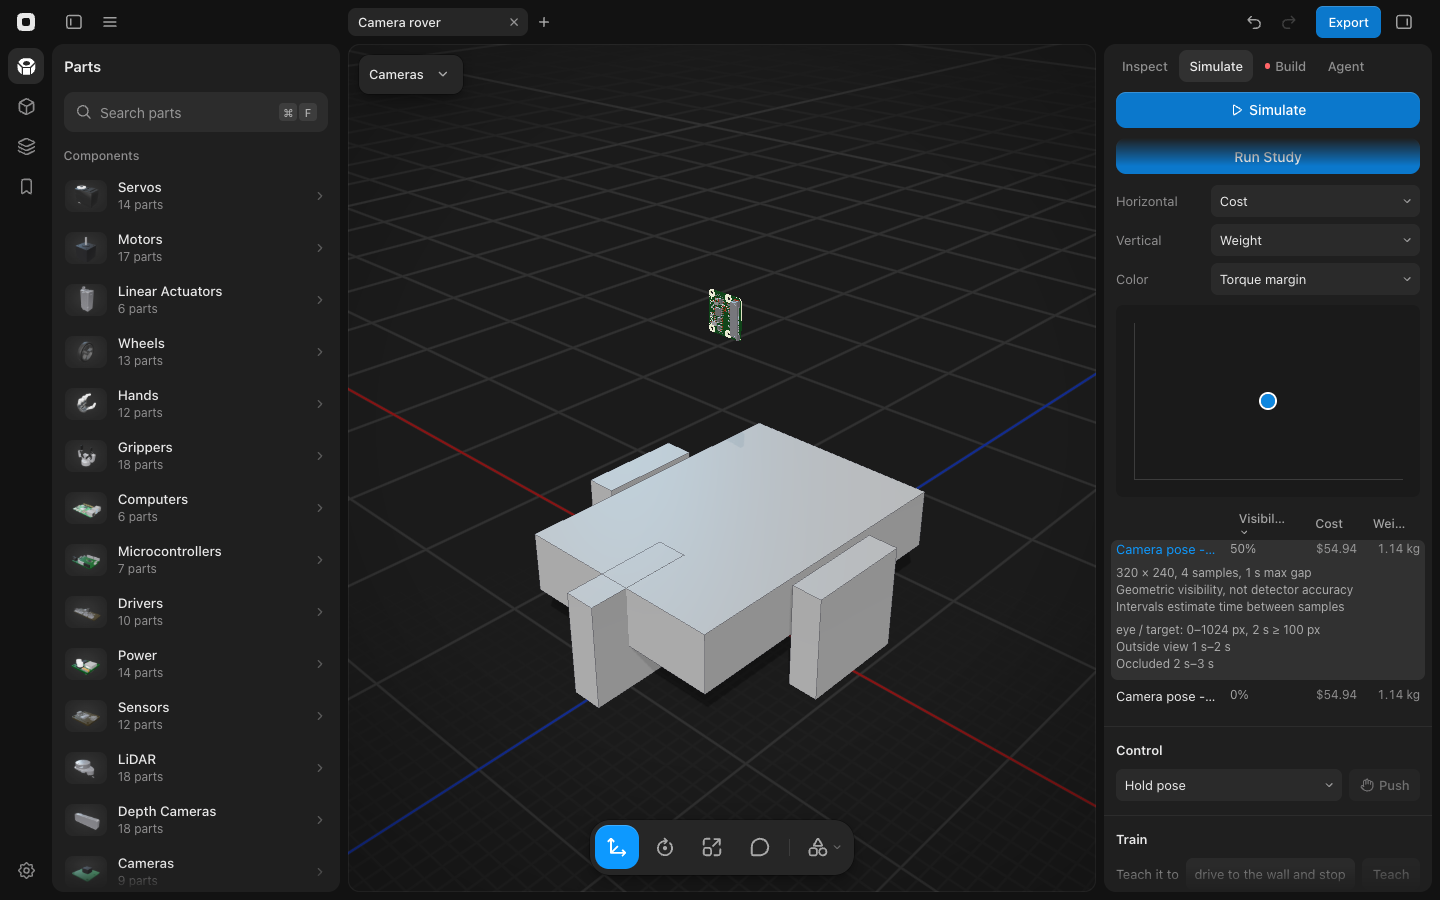 Camera rover
Export
Parts
Search parts
⌘ F
Components
Servos
14 parts
Motors
17 parts
Linear Actuators
6 parts
Wheels
13 parts
Hands
12 parts
Grippers
18 parts
Computers
6 parts
Microcontrollers
7 parts
Drivers
10 parts
Power
14 parts
Sensors
12 parts
LiDAR
18 parts
Depth Cameras
18 parts
Cameras
9 parts
Cameras
Inspect Simulate Build Agent
Simulate
Run Study
Horizontal Cost
Vertical Weight
Color Torque margin
Visibil... Cost Wei...
Camera pose -... 50% $54.94 1.14 kg
320 × 240, 4 samples, 1 s max gap
Geometric visibility, not detector accuracy
Intervals estimate time between samples
eye / target: 0–1024 px, 2 s ≥ 100 px
Outside view 1 s–2 s
Occluded 2 s–3 s
Camera pose -... 0% $54.94 1.14 kg
Control
Hold pose Push
Train
Teach it to drive to the wall and stop Teach